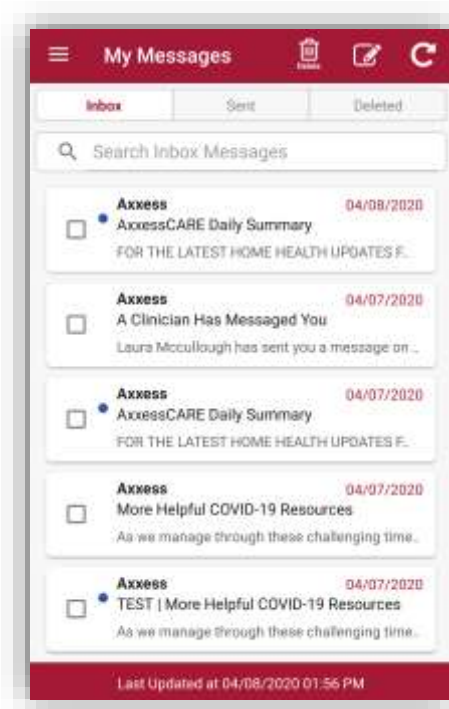 My Messages
Delete
Inbox
Sent
Deleted
Search Inbox Messages
Axxess 04/08/2020
AxxessCARE Daily Summary
FOR THE LATEST HOME HEALTH UPDATES F..
Axxess 04/07/2020
A Clinician Has Messaged You
Laura Mccullough has sent you a message on ..
Axxess 04/07/2020
AxxessCARE Daily Summary
FOR THE LATEST HOME HEALTH UPDATES F..
Axxess 04/07/2020
More Helpful COVID-19 Resources
As we manage through these challenging time..
Axxess 04/07/2020
TEST | More Helpful COVID-19 Resources
As we manage through these challenging time..
Last Updated at 04/08/2020 01:56 PM